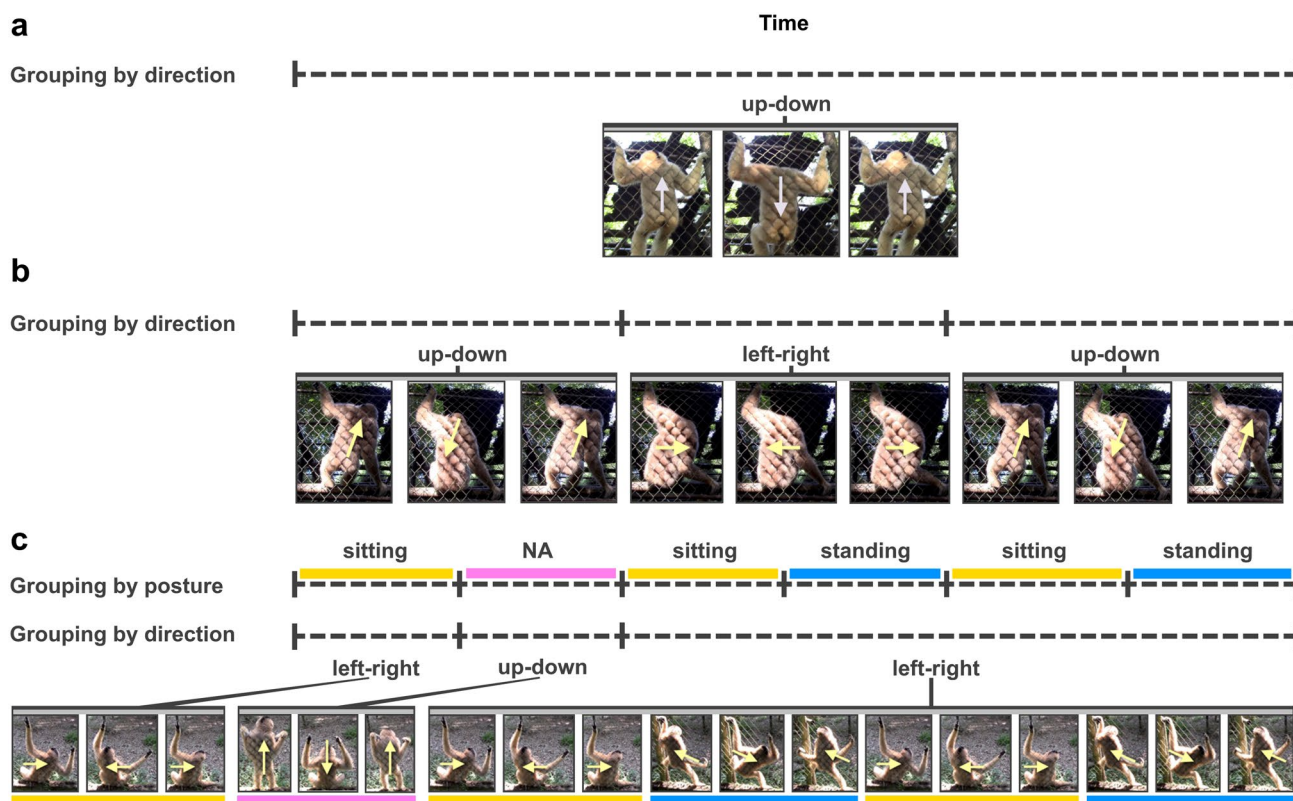 a
Time
Grouping by direction
up-down
b
Grouping by direction
up-down left-right up-down
c
sitting NA sitting standing sitting standing
Grouping by posture
Grouping by direction
left-right up-down left-right